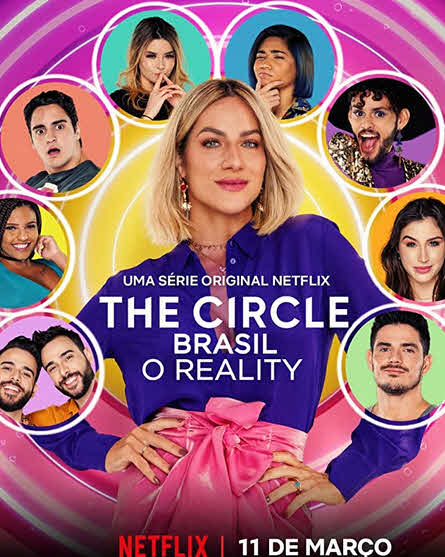 UMA SÉRIE ORIGINAL NETFLIX
THE CIRCLE
BRASIL
O REALITY
NETFLIX | 11 DE MARÇO